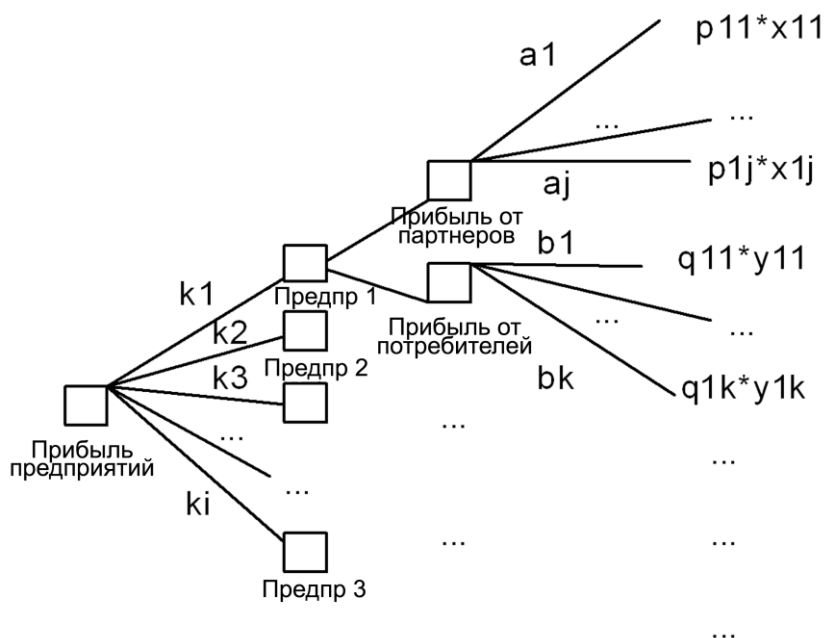 a1
p11*x11
...
...
aj
p1j*x1j
Прибыль от
партнеров
b1
q11*y11
k1
Предпр 1
k2
...
...
Прибыль от
потребителей
Предпр 2
k3
bk
q1k*y1k
...
...
Прибыль
предприятий
...
...
ki
...
...
Предпр 3
...